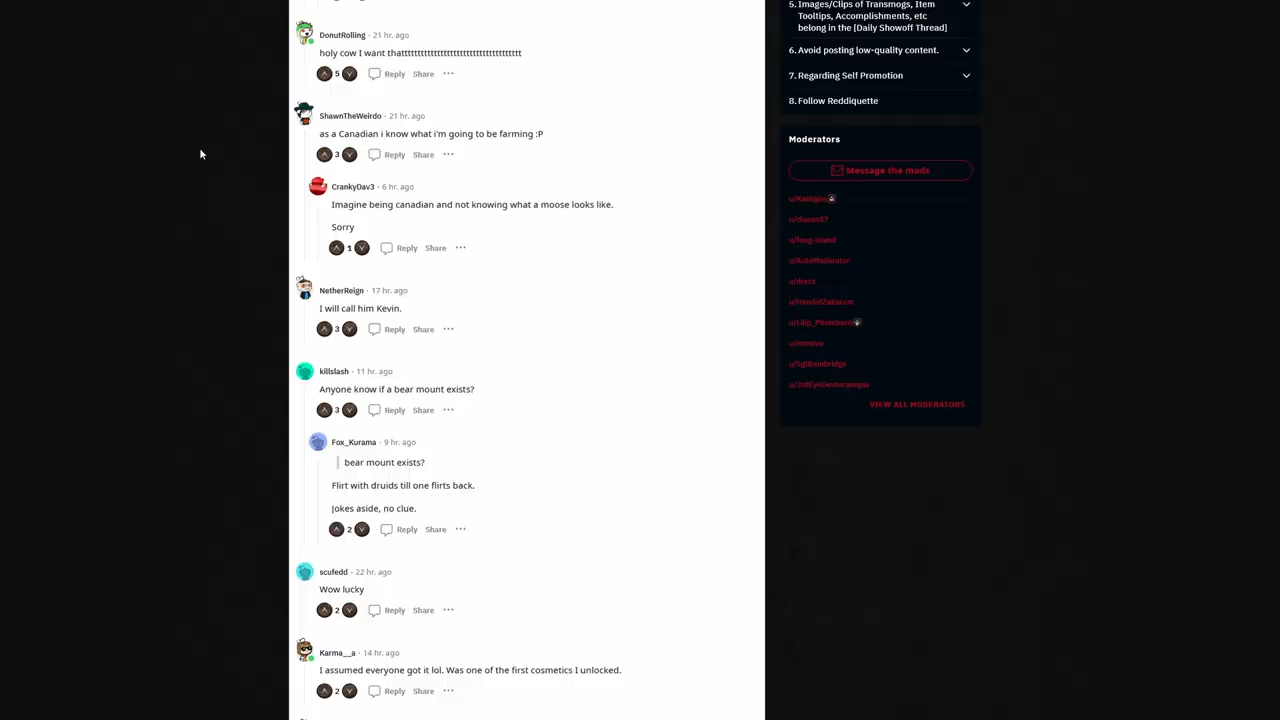 DonutRolling · 21 hr. ago
holy cow I want thatttttttttttttttttttttttttttttttttttttt
5 Reply Share ···
ShawnTheWeirdo · 21 hr. ago
as a Canadian i know what i'm going to be farming :P
3 Reply Share ···
CrankyDav3 · 6 hr. ago
Imagine being canadian and not knowing what a moose looks like.
Sorry
1 Reply Share ···
NetherReign · 17 hr. ago
I will call him Kevin.
3 Reply Share ···
killslash · 11 hr. ago
Anyone know if a bear mount exists?
3 Reply Share ···
Fox_Kurama · 9 hr. ago
bear mount exists?
Flirt with druids till one flirts back.
Jokes aside, no clue.
2 Reply Share ···
scufedd · 22 hr. ago
Wow lucky
2 Reply Share ···
Karma__a · 14 hr. ago
I assumed everyone got it lol. Was one of the first cosmetics I unlocked.
2 Reply Share ···
5. Images/Clips of Transmogs, Item
Tooltips, Accomplishments, etc
belong in the [Daily Showoff Thread]
6. Avoid posting low-quality content.
7. Regarding Self Promotion
8. Follow Reddiquette
Moderators
Message the mods
u/fang-island
u/AutoModerator
u/HandofZakarum
VIEW ALL MODERATORS